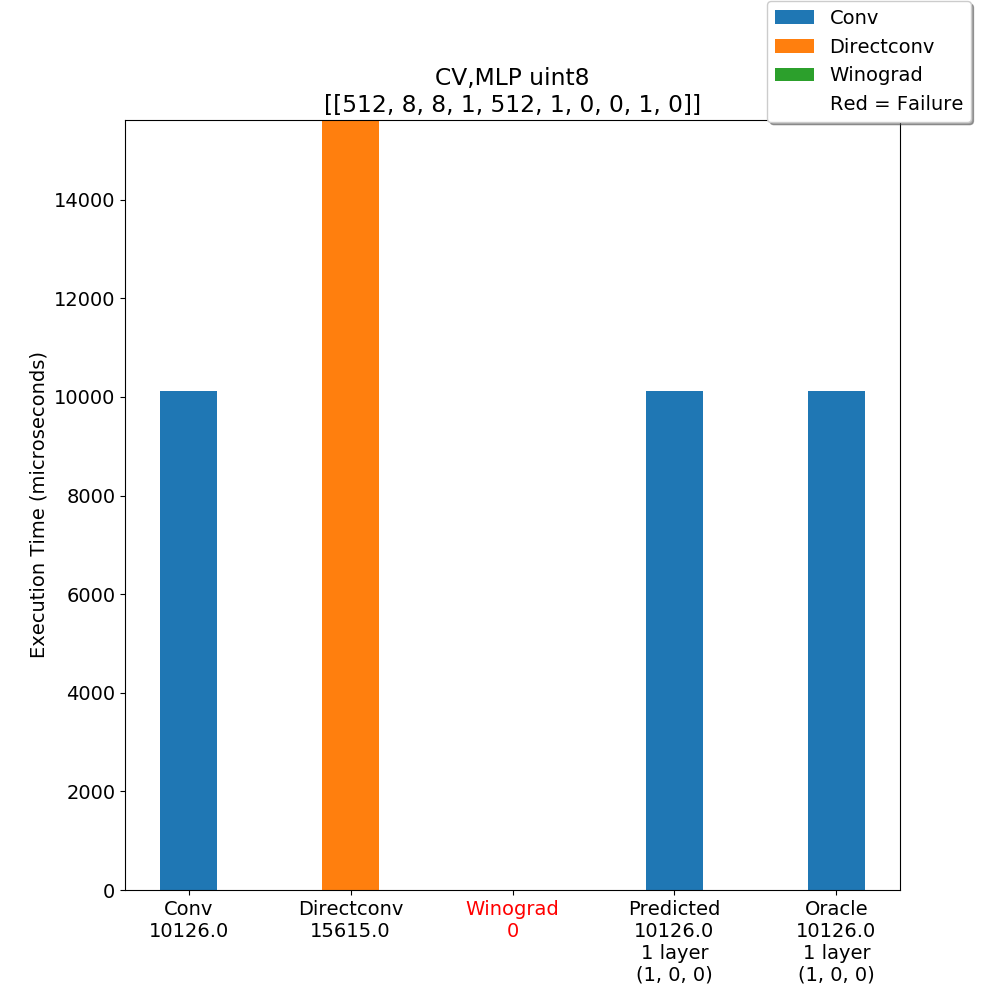 Conv
Directconv
Winograd
Red = Failure
CV,MLP uint8
[[512, 8, 8, 1, 512, 1, 0, 0, 1, 0]]
Execution Time (microseconds)
14000
12000
10000
8000
6000
4000
2000
0
Conv
10126.0
Directconv
15615.0
Winograd
0
Predicted
10126.0
1 layer
(1, 0, 0)
Oracle
10126.0
1 layer
(1, 0, 0)